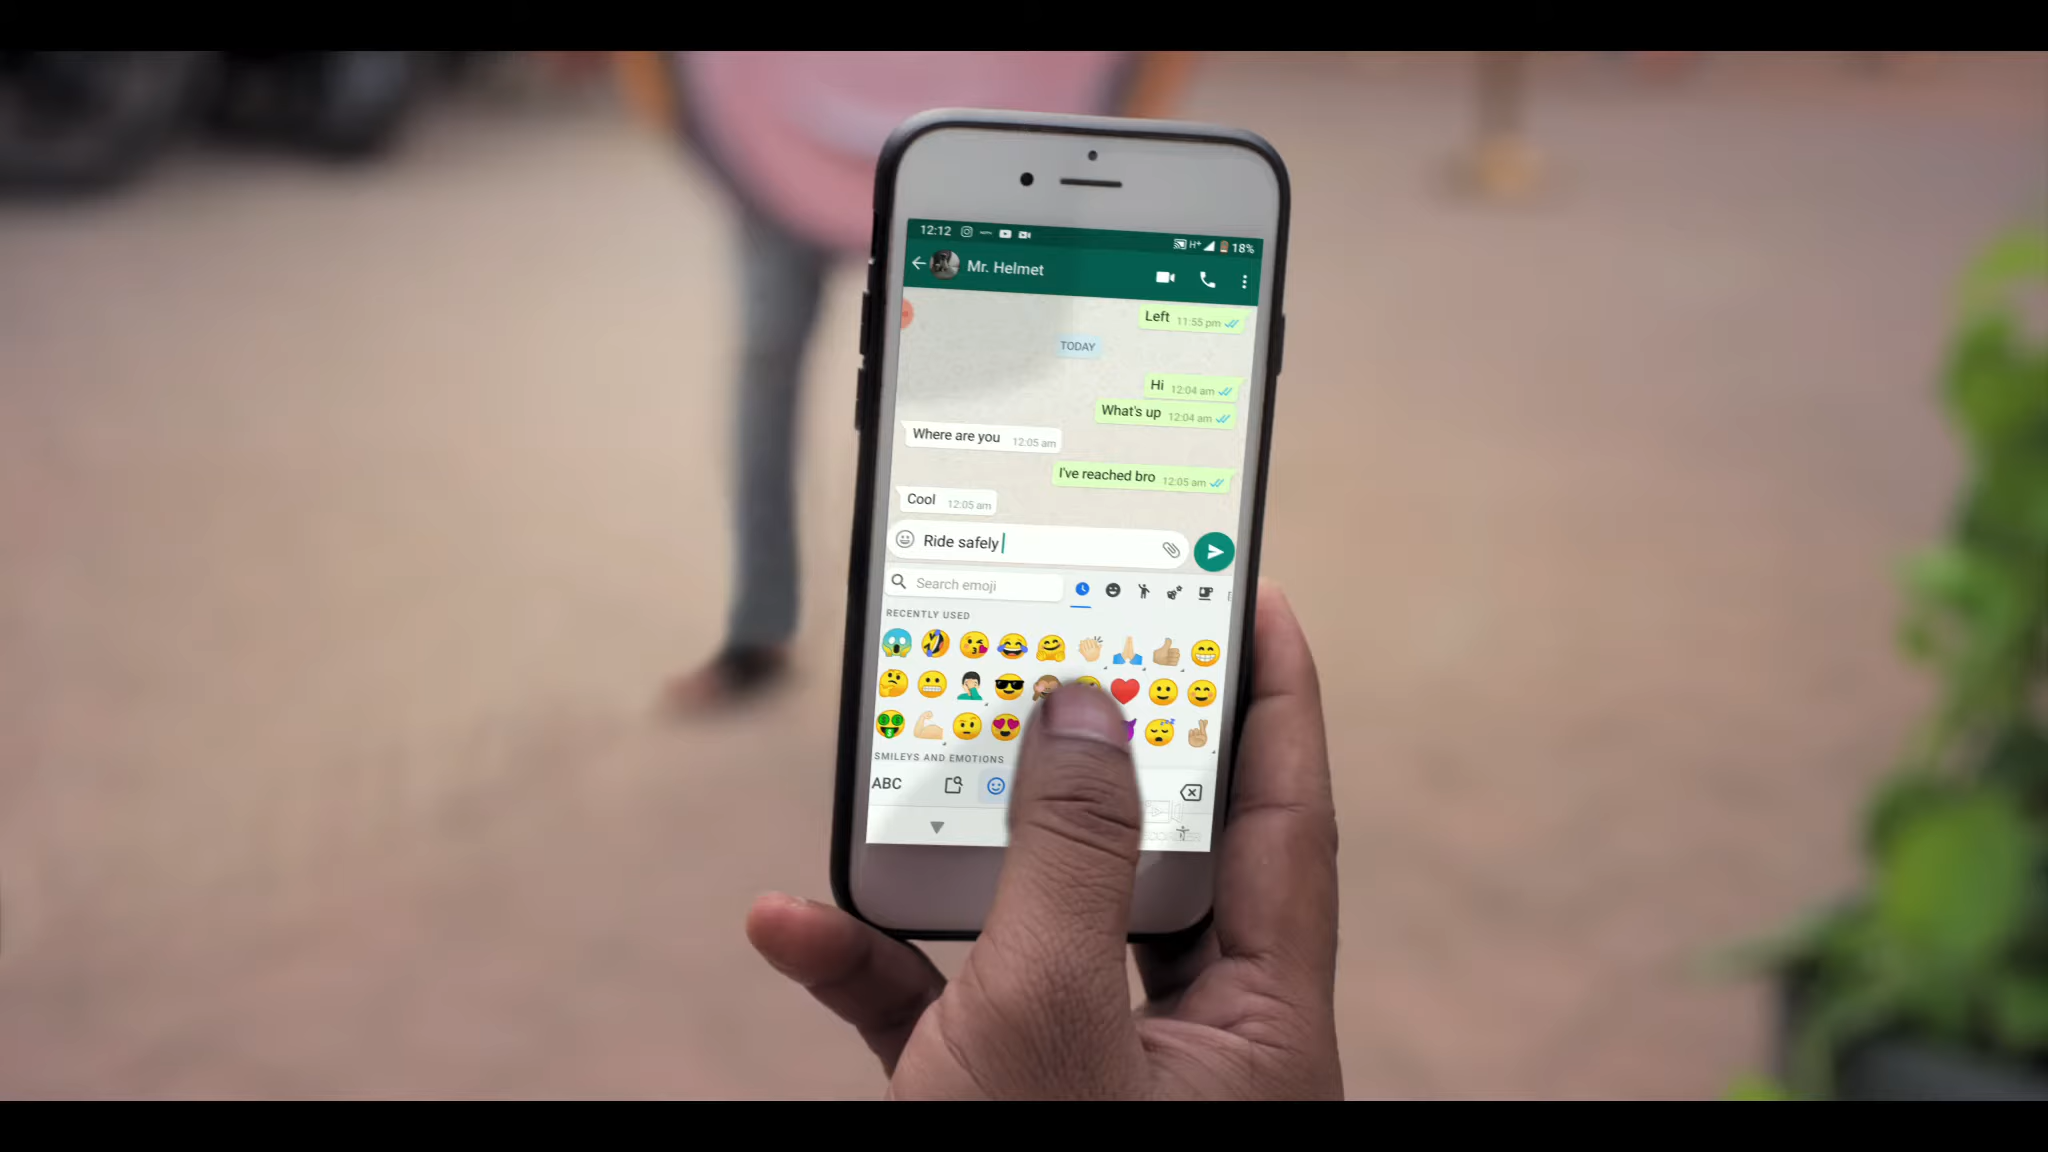 12:12 H+ 18%
Mr. Helmet
Left 11:55 pm
TODAY
Hi 12:04 am
What's up 12:04 am
Where are you 12:05 am
I've reached bro 12:05 am
Cool 12:05 am
Ride safely
Search emoji
RECENTLY USED
SMILEYS AND EMOTIONS
ABC